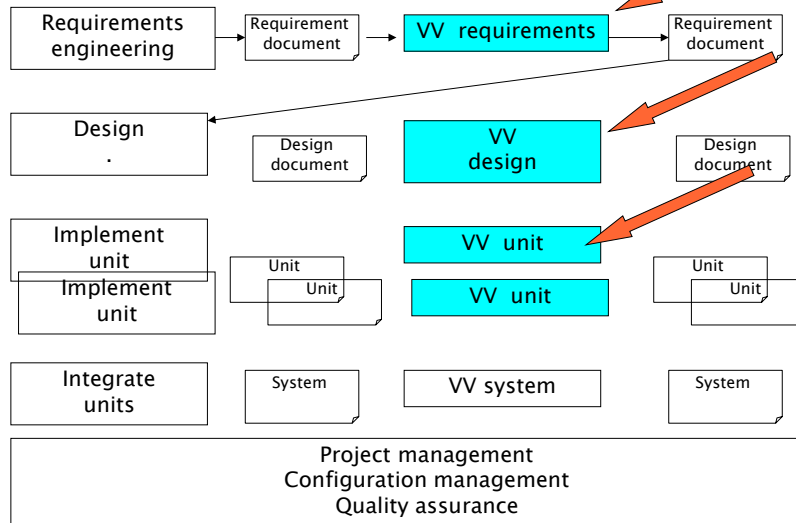 Requirements
engineering
Requirement
document
VV requirements
Requirement
document
Design
.
Design
document
VV
design
Design
document
Implement
unit
Implement
unit
Unit
Unit
VV unit
VV unit
Unit
Unit
Integrate
units
System
VV system
System
Project management
Configuration management
Quality assurance